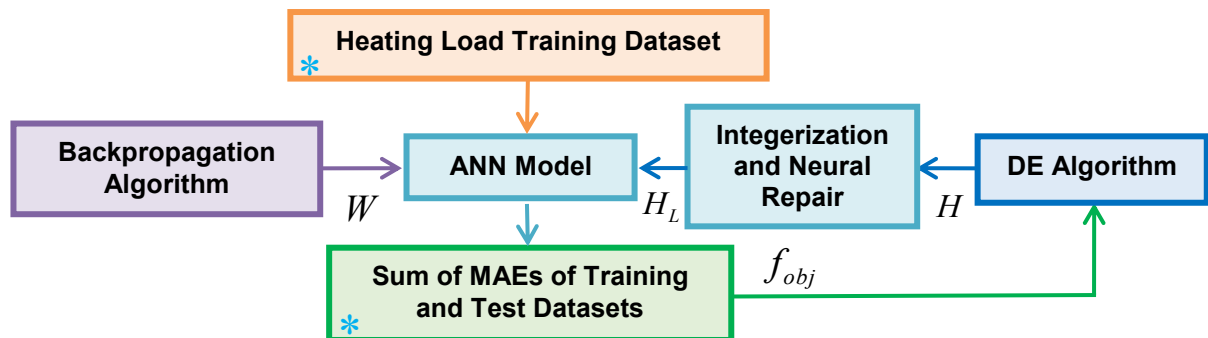 Heating Load Training Dataset
*
Backpropagation
Algorithm
W
ANN Model
H_L
Integerization
and Neural
Repair
H
DE Algorithm
Sum of MAEs of Training
and Test Datasets
*
f_obj